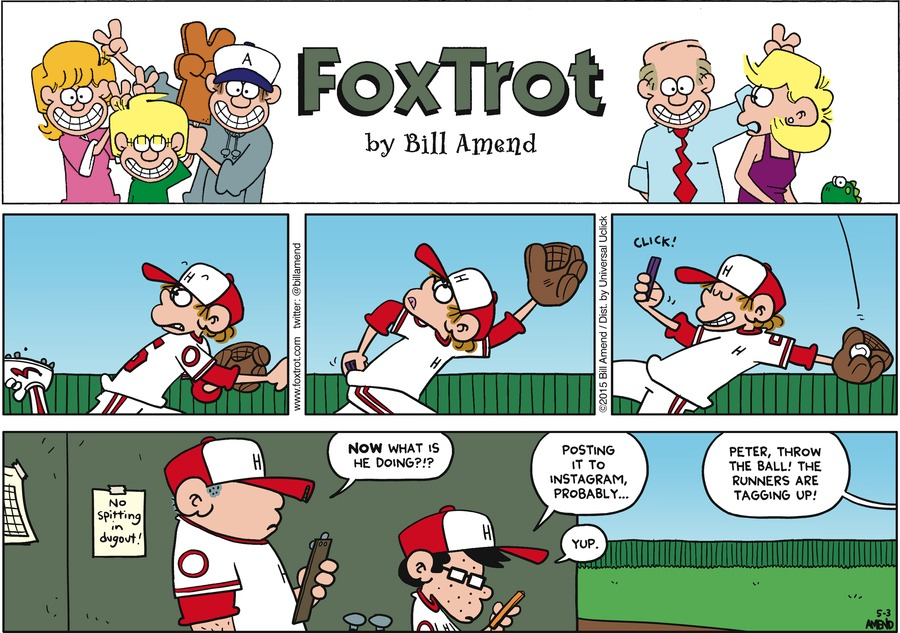 A
FoxTrot
by Bill Amend
H
www.foxtrot.com twitter: @billamend
H
H
CLICK!
H
H
©2015 Bill Amend / Dist. by Universal Uclick
No
Spitting
in
dugout!
H
NOW WHAT IS
HE DOING?!?
H
POSTING
IT TO
INSTAGRAM,
PROBABLY...
YUP.
PETER, THROW
THE BALL! THE
RUNNERS ARE
TAGGING UP!
5-3
AMEND